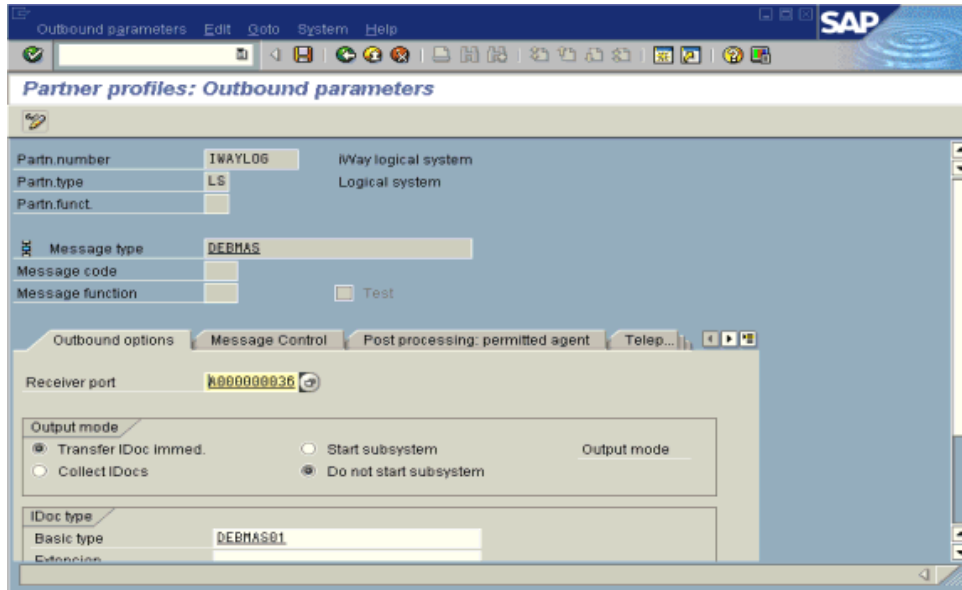 Outbound parameters Edit Goto System Help
SAP
Partner profiles: Outbound parameters
Partn.number IWAYLOG iWay logical system
Partn.type LS Logical system
Partn.funct.
Message type DEBMAS
Message code
Message function Test
Outbound options Message Control Post processing: permitted agent Telep...
Receiver port A000000036
Output mode
Transfer IDoc immed. Start subsystem Output mode
Collect IDocs Do not start subsystem
IDoc type
Basic type DEBMAS01
Extension